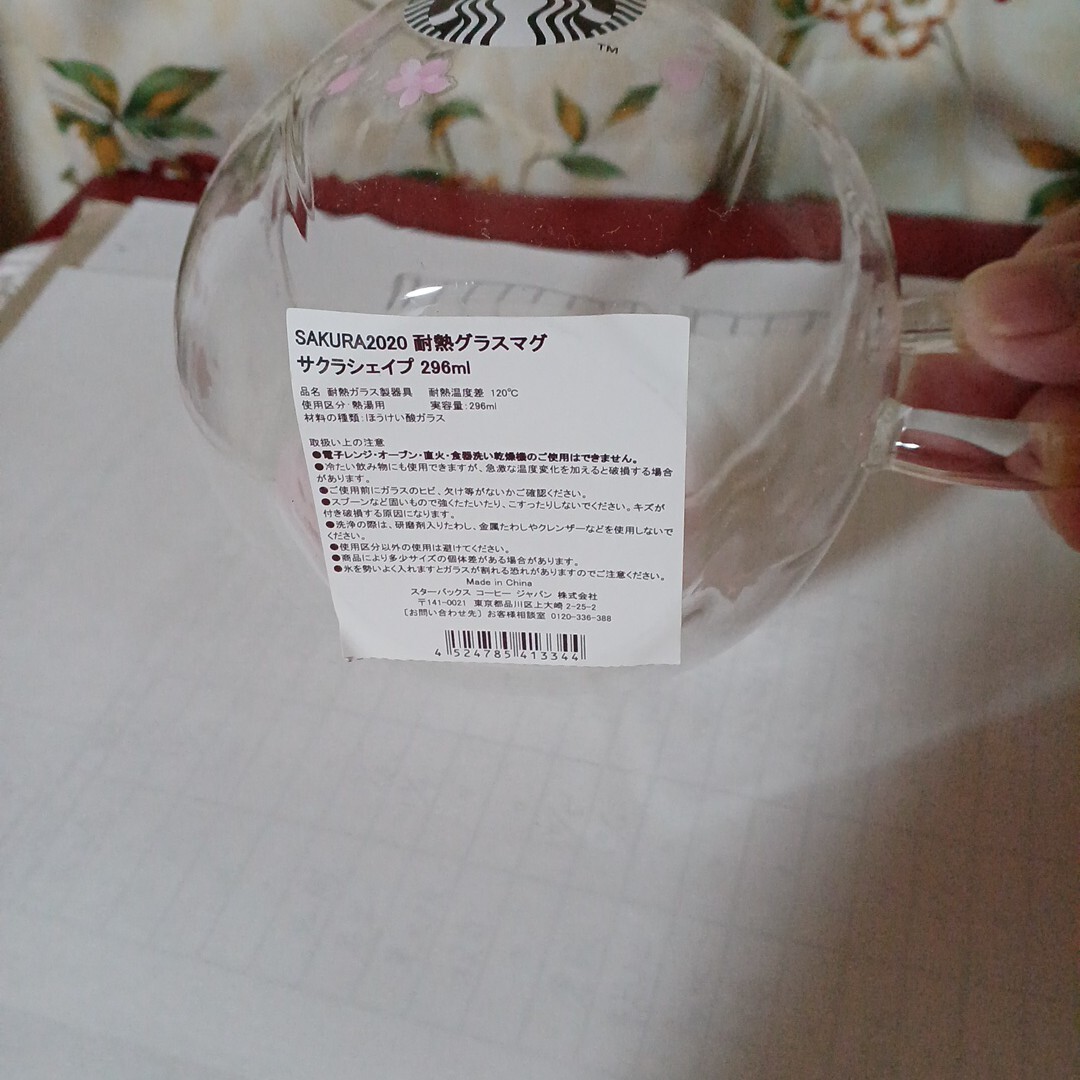 TM
SAKURA2020 耐熱グラスマグ
サクラシェイプ 296ml
品名 耐熱ガラス製器具 耐熱温度差 120℃
使用区分:熱湯用 実容量:296ml
材料の種類:ほうけい酸ガラス
取扱い上の注意
●電子レンジ・オーブン・直火・食器洗い乾燥機のご使用はできません。
●冷たい飲み物にも使用できますが、急激な温度変化を加えると破損する場合
があります。
●ご使用前にガラスのヒビ、欠け等がないかご確認ください。
●スプーンなど固いもので強くたたいたり、こすったりしないでください。キズが
付き破損する原因になります。
●洗浄の際は、研磨剤入りたわし、金属たわしやクレンザーなどを使用しないで
ください。
●使用区分以外の使用は避けてください。
●商品により多少サイズの個体差がある場合があります。
●氷を勢いよく入れますとガラスが割れる恐れがありますのでご注意ください。
Made in China
スターバックス コーヒー ジャパン 株式会社
〒141-0021 東京都品川区上大崎 2-25-2
[お問い合わせ先] お客様相談室 0120-336-388
4 524785 413344